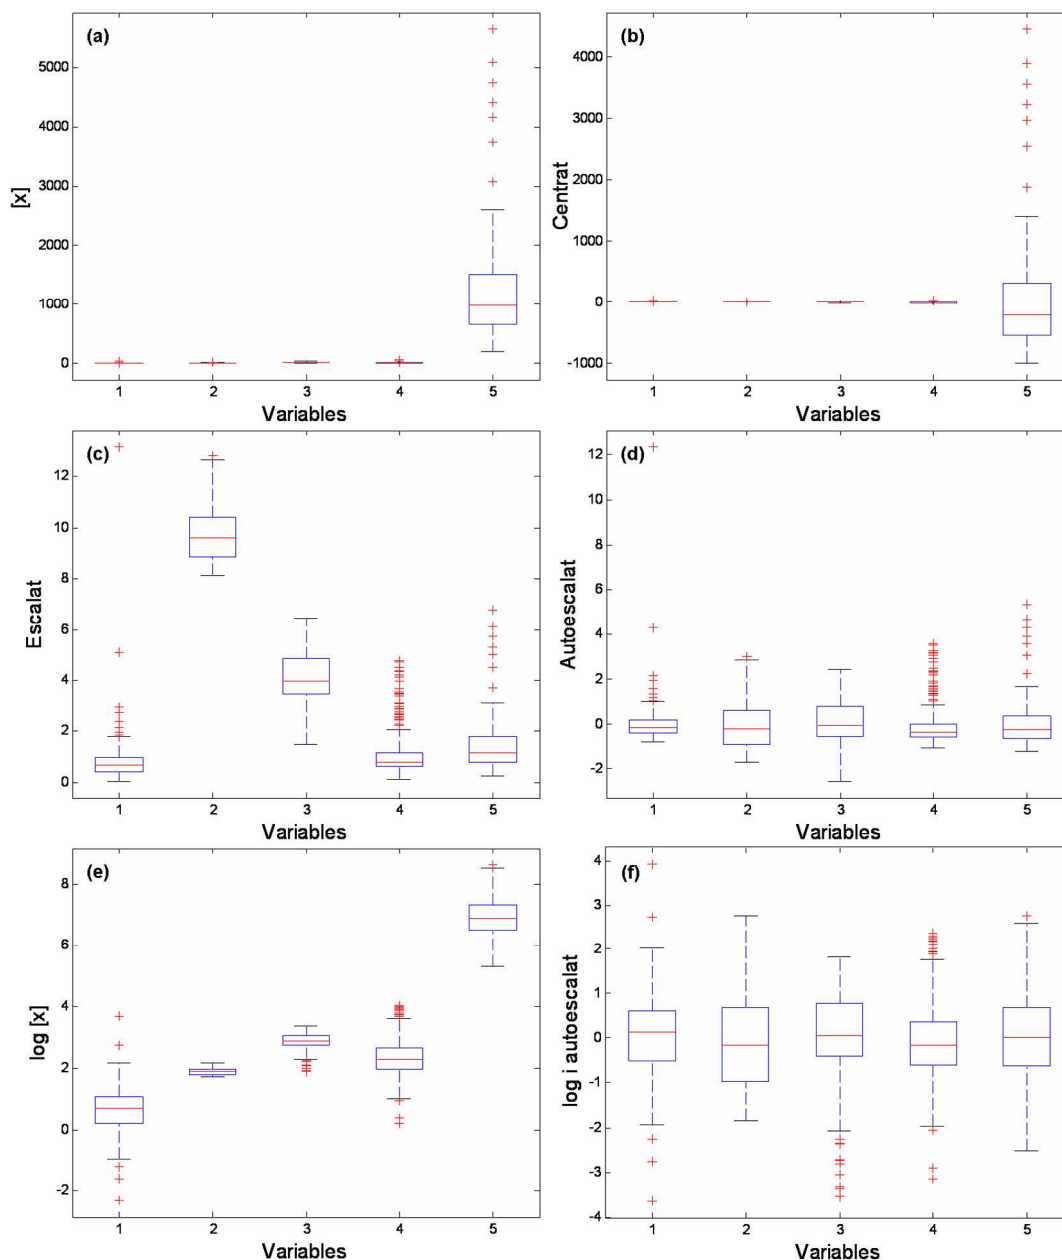 (a)
[x]
5000
4000
3000
2000
1000
0
1 2 3 4 5
Variables
(b)
Centrat
4000
3000
2000
1000
0
-1000
1 2 3 4 5
Variables
(c)
Escalat
12
10
8
6
4
2
0
1 2 3 4 5
Variables
(d)
Autoescalat
12
10
8
6
4
2
0
-2
1 2 3 4 5
Variables
(e)
log [x]
8
6
4
2
0
-2
1 2 3 4 5
Variables
(f)
log i autoescalat
4
3
2
1
0
-1
-2
-3
-4
1 2 3 4 5
Variables